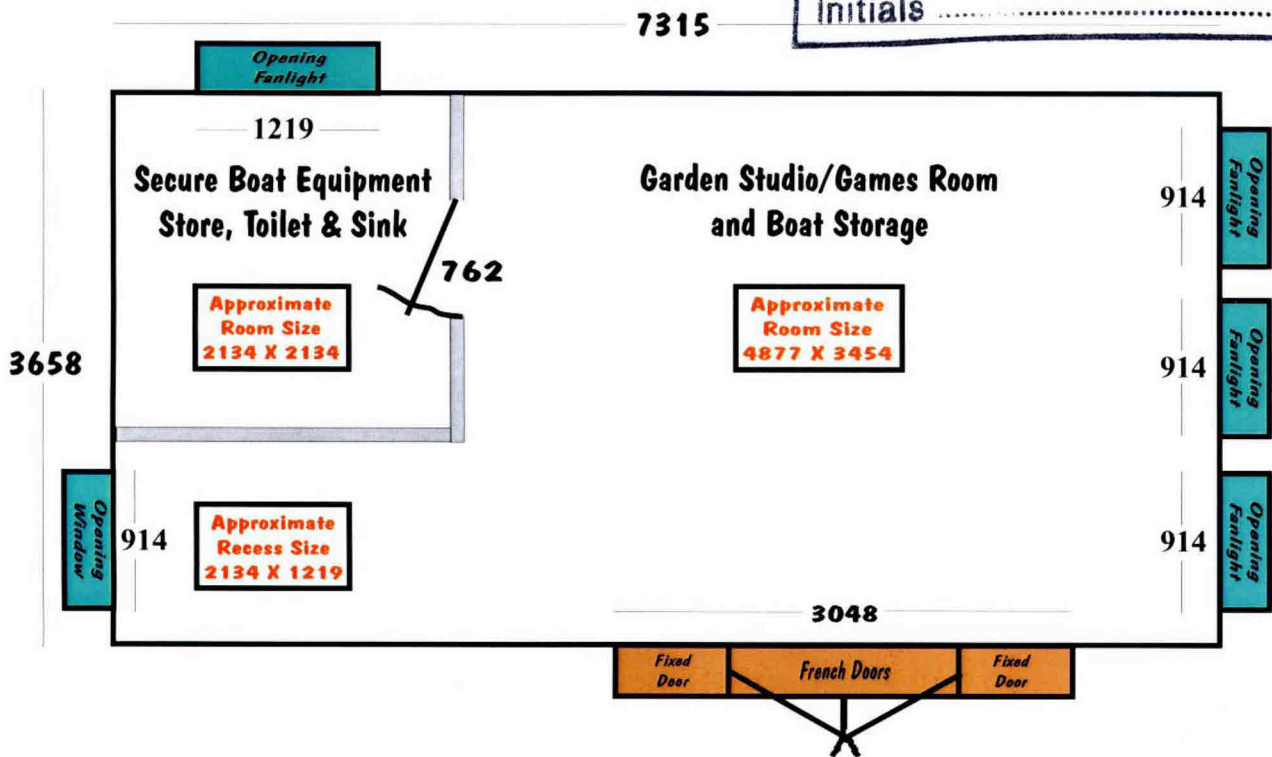 Initials
7315
Opening
Fanlight
1219
Secure Boat Equipment
Store, Toilet & Sink
762
Approximate
Room Size
2134 X 2134
Garden Studio/Games Room
and Boat Storage
Approximate
Room Size
4877 X 3454
914
Opening
Fanlight
3658
914
Opening
Fanlight
Opening
Window
914
Approximate
Recess Size
2134 X 1219
914
Opening
Fanlight
3048
Fixed
Door
French Doors
Fixed
Door